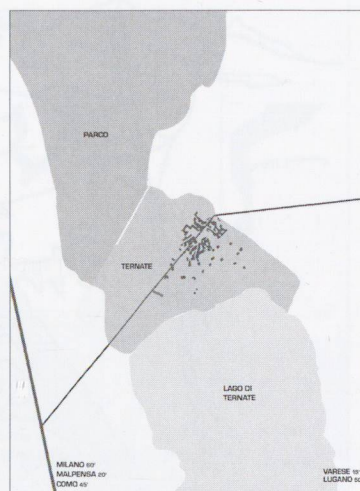 PARCO
TERNATE
LAGO DI
TERNATE
MILANO 60'
MALPENSA 20'
COMO 45'
VARESE 15'
LUGANO 50'